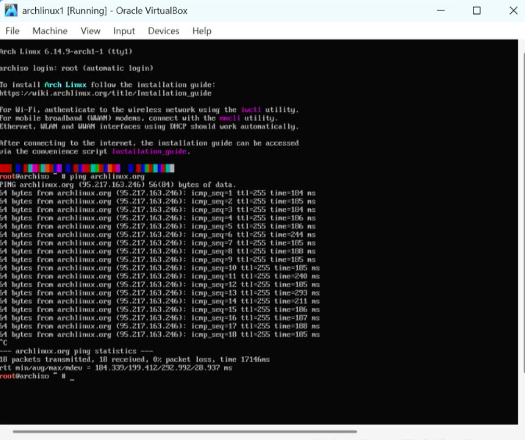 archlinux1 [Running] - Oracle VirtualBox
File Machine View Input Devices Help
Arch Linux 6.14.9-arch1-1 (tty1)
archiso login: root (automatic login)
To install Arch Linux follow the installation guide:
https://wiki.archlinux.org/title/Installation_guide
For Wi-Fi, authenticate to the wireless network using the iwctl utility.
For mobile broadband (WWAN) modems, connect with the mmcli utility.
Ethernet, WLAN and WWAN interfaces using DHCP should work automatically.
After connecting to the internet, the installation guide can be accessed
via the convenience script Installation_guide.
root@archiso ~ # ping archlinux.org
PING archlinux.org (95.217.163.246) 56(84) bytes of data.
64 bytes from archlinux.org (95.217.163.246): icmp_seq=1 ttl=255 time=184 ms
64 bytes from archlinux.org (95.217.163.246): icmp_seq=2 ttl=255 time=185 ms
64 bytes from archlinux.org (95.217.163.246): icmp_seq=3 ttl=255 time=184 ms
64 bytes from archlinux.org (95.217.163.246): icmp_seq=4 ttl=255 time=186 ms
64 bytes from archlinux.org (95.217.163.246): icmp_seq=5 ttl=255 time=186 ms
64 bytes from archlinux.org (95.217.163.246): icmp_seq=6 ttl=255 time=244 ms
64 bytes from archlinux.org (95.217.163.246): icmp_seq=7 ttl=255 time=185 ms
64 bytes from archlinux.org (95.217.163.246): icmp_seq=8 ttl=255 time=188 ms
64 bytes from archlinux.org (95.217.163.246): icmp_seq=9 ttl=255 time=185 ms
64 bytes from archlinux.org (95.217.163.246): icmp_seq=10 ttl=255 time=185 ms
64 bytes from archlinux.org (95.217.163.246): icmp_seq=11 ttl=255 time=240 ms
64 bytes from archlinux.org (95.217.163.246): icmp_seq=12 ttl=255 time=185 ms
64 bytes from archlinux.org (95.217.163.246): icmp_seq=13 ttl=255 time=293 ms
64 bytes from archlinux.org (95.217.163.246): icmp_seq=14 ttl=255 time=211 ms
64 bytes from archlinux.org (95.217.163.246): icmp_seq=15 ttl=255 time=186 ms
64 bytes from archlinux.org (95.217.163.246): icmp_seq=16 ttl=255 time=187 ms
64 bytes from archlinux.org (95.217.163.246): icmp_seq=17 ttl=255 time=188 ms
64 bytes from archlinux.org (95.217.163.246): icmp_seq=18 ttl=255 time=185 ms
^C
--- archlinux.org ping statistics ---
18 packets transmitted, 18 received, 0% packet loss, time 17146ms
rtt min/avg/max/mdev = 184.339/199.412/292.992/28.937 ms
root@archiso ~ # _